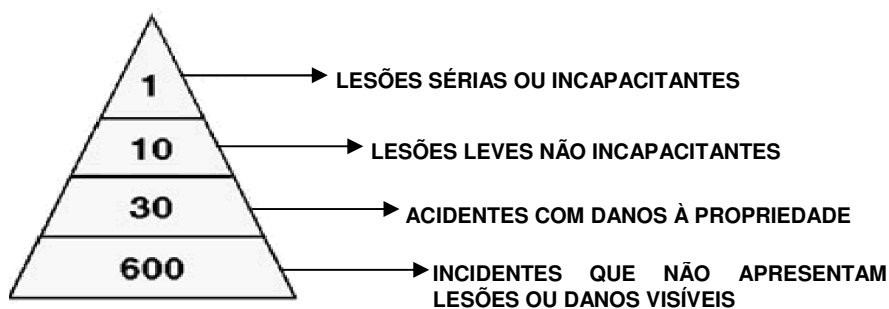 1
LESÕES SÉRIAS OU INCAPACITANTES
10
LESÕES LEVES NÃO INCAPACITANTES
30
ACIDENTES COM DANOS À PROPRIEDADE
600
INCIDENTES QUE NÃO APRESENTAM
LESÕES OU DANOS VISÍVEIS